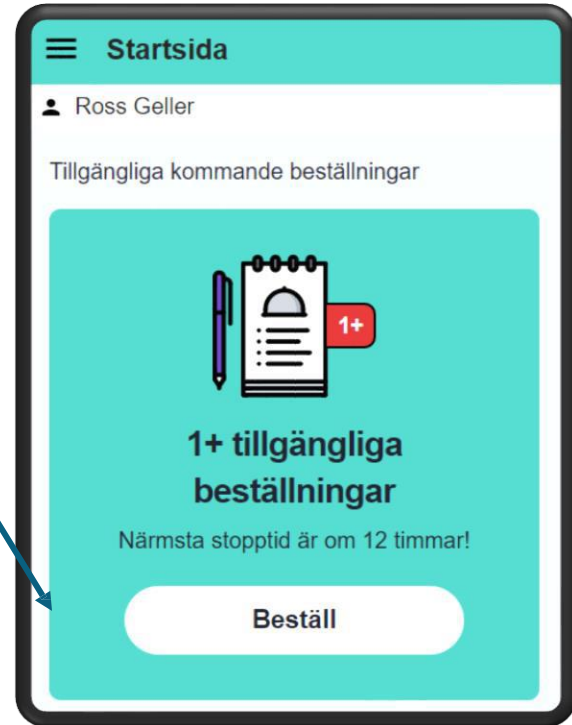 Startsida
Ross Geller
Tillgängliga kommande beställningar
1+
1+ tillgängliga
beställningar
Närmsta stopptid är om 12 timmar!
Beställ